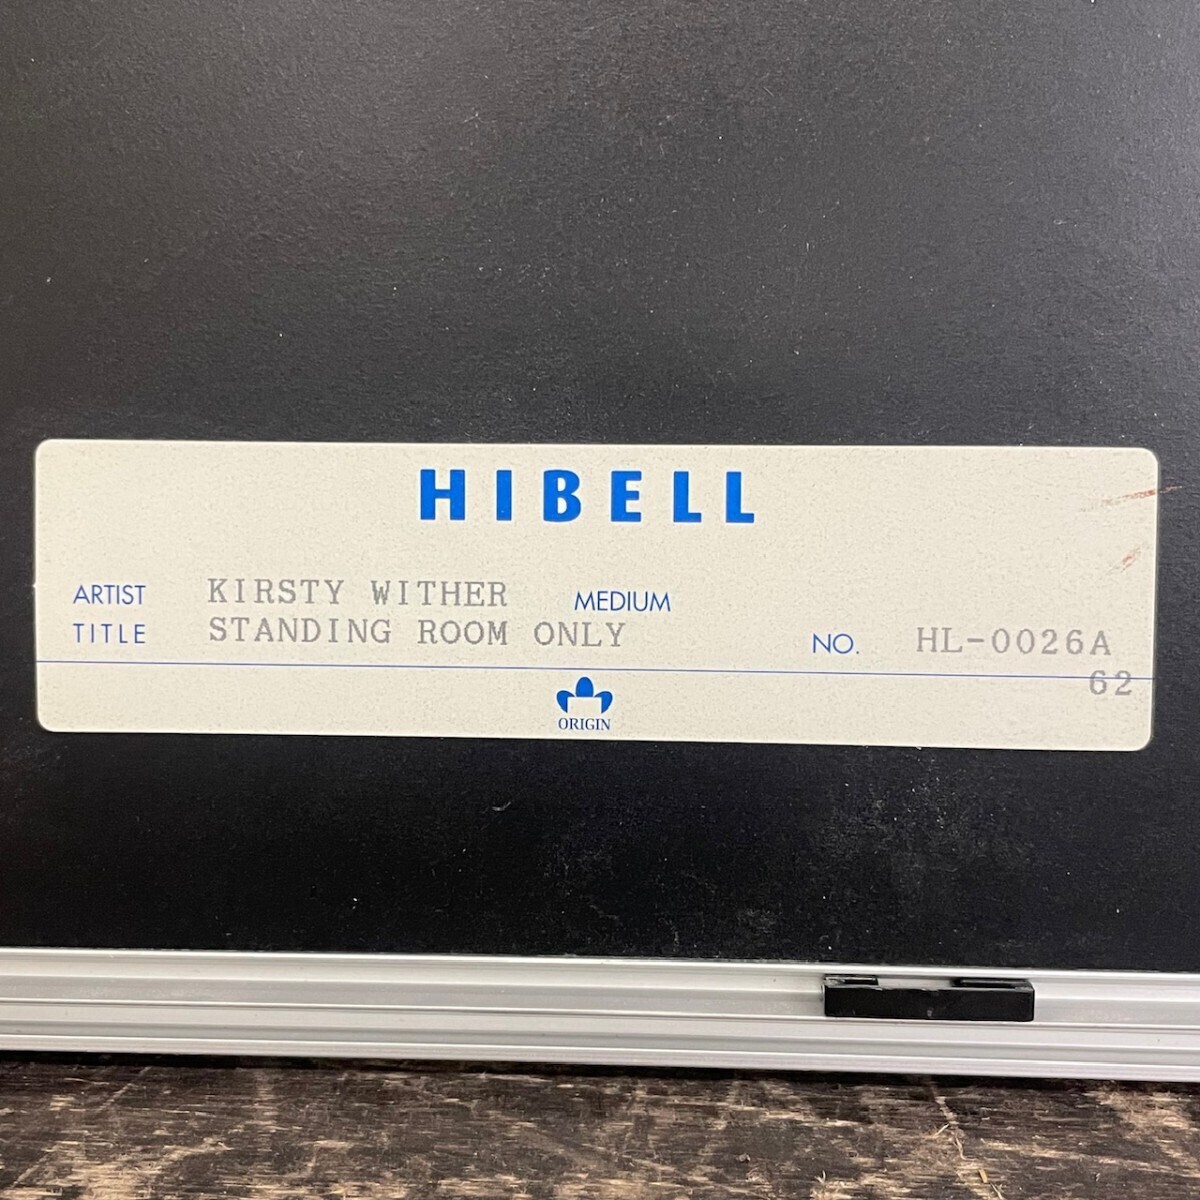 HIBELL
ARTIST KIRSTY WITHER MEDIUM
TITLE STANDING ROOM ONLY NO. HL-0026A
62
ORIGIN